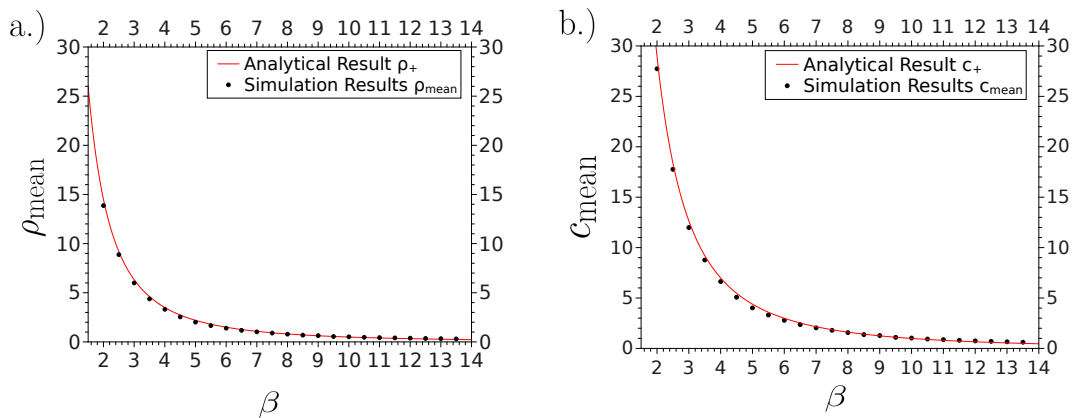 a.)
2 3 4 5 6 7 8 9 10 11 12 13 14
30 30
Analytical Result ρ₊
Simulation Results ρmean
25 25
20 20
15 15
10 10
5 5
0 0
ρmean
2 3 4 5 6 7 8 9 10 11 12 13 14
β
b.)
2 3 4 5 6 7 8 9 10 11 12 13 14
30 30
Analytical Result c₊
Simulation Results cmean
25 25
20 20
15 15
10 10
5 5
0 0
cmean
2 3 4 5 6 7 8 9 10 11 12 13 14
β